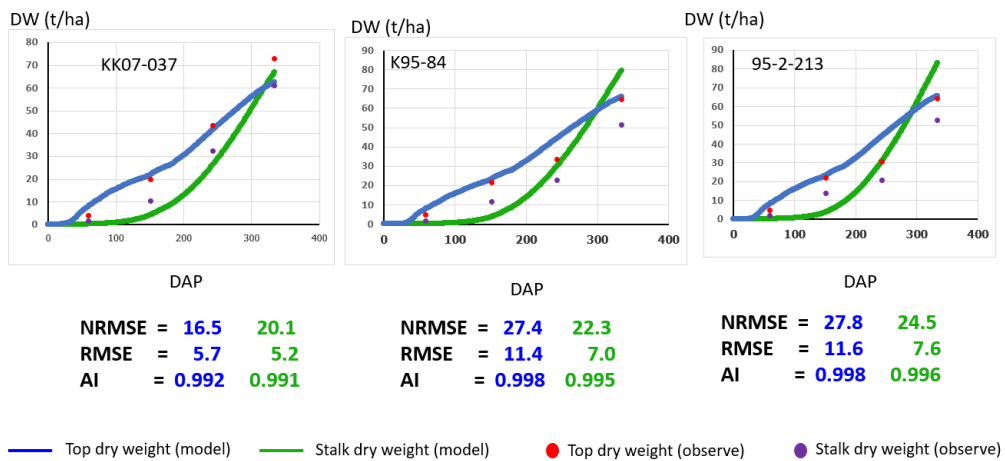 DW (t/ha)
DW (t/ha)
DW (t/ha)
80
70
60
50
40
30
20
10
0
KK07-037
0 100 200 300 400
90
80
70
60
50
40
30
20
10
0
K95-84
0 100 200 300 400
90
80
70
60
50
40
30
20
10
0
95-2-213
0 100 200 300 400
DAP
DAP
DAP
NRMSE = 16.5 20.1
RMSE = 5.7 5.2
AI = 0.992 0.991
NRMSE = 27.4 22.3
RMSE = 11.4 7.0
AI = 0.998 0.995
NRMSE = 27.8 24.5
RMSE = 11.6 7.6
AI = 0.998 0.996
Top dry weight (model) Stalk dry weight (model) Top dry weight (observe) Stalk dry weight (observe)